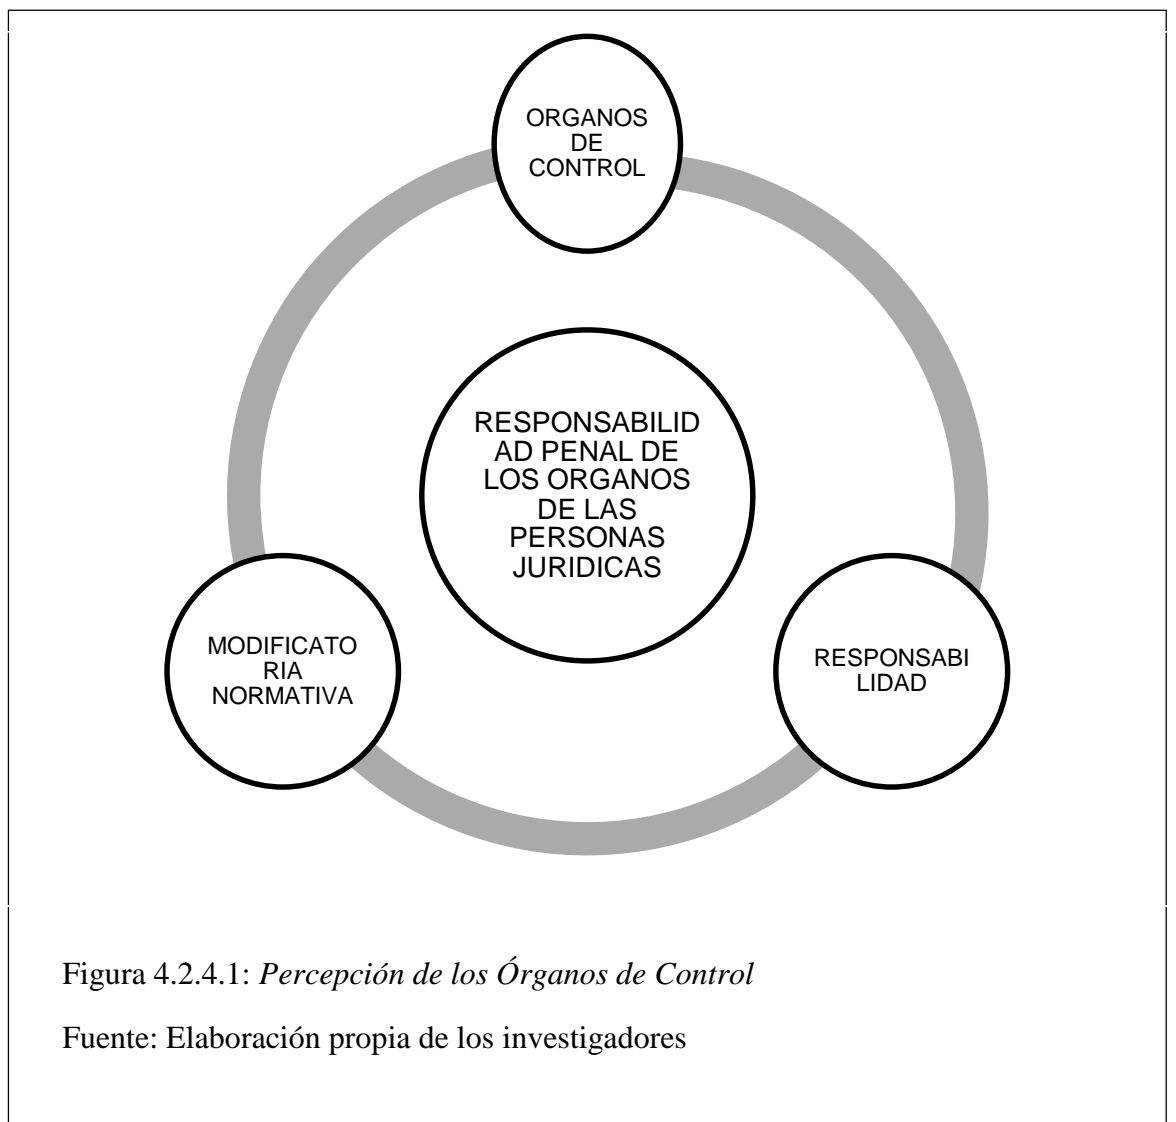 ORGANOS
DE
CONTROL
RESPONSABILID
AD PENAL DE
LOS ORGANOS
DE LAS
PERSONAS
JURIDICAS
MODIFICATO
RIA
NORMATIVA
RESPONSABI
LIDAD
Figura 4.2.4.1: Percepción de los Órganos de Control
Fuente: Elaboración propia de los investigadores